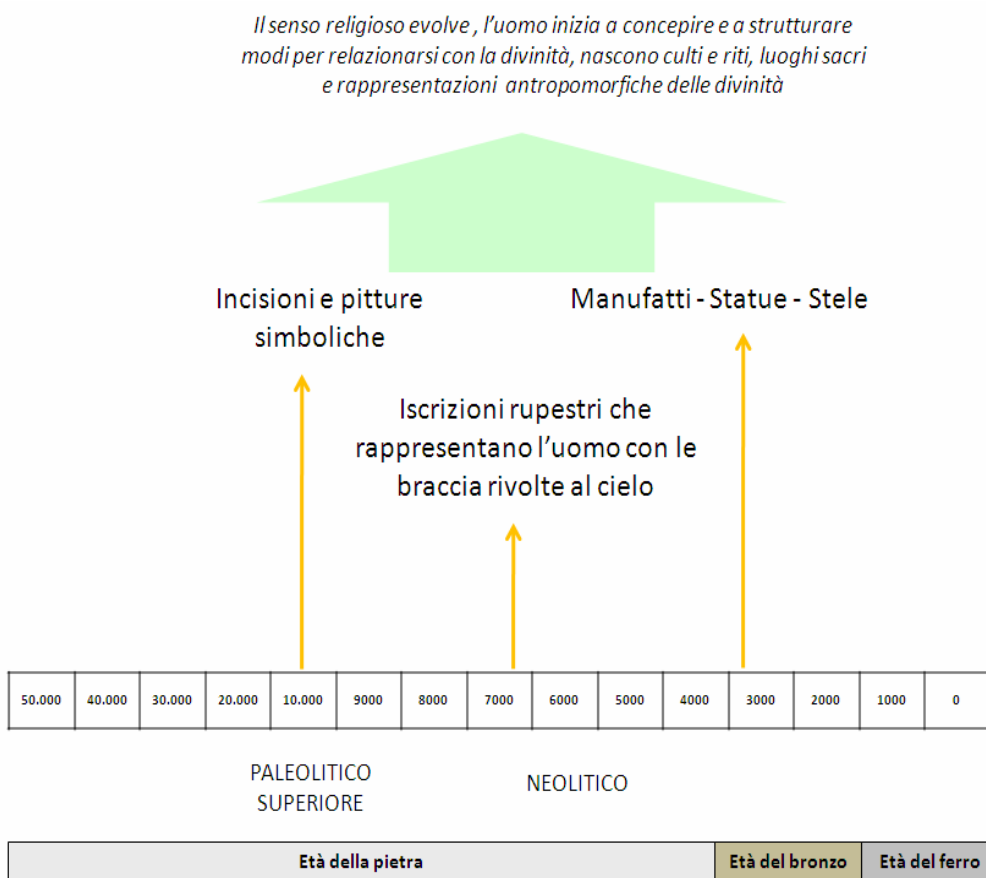 Il senso religioso evolve , l’uomo inizia a concepire e a strutturare
modi per relazionarsi con la divinità, nascono culti e riti, luoghi sacri
e rappresentazioni antropomorfiche delle divinità
Incisioni e pitture
simboliche
Manufatti - Statue - Stele
Iscrizioni rupestri che
rappresentano l’uomo con le
braccia rivolte al cielo
50.000 40.000 30.000 20.000 10.000 9000 8000 7000 6000 5000 4000 3000 2000 1000 0
PALEOLITICO
SUPERIORE
NEOLITICO
Età della pietra Età del bronzo Età del ferro